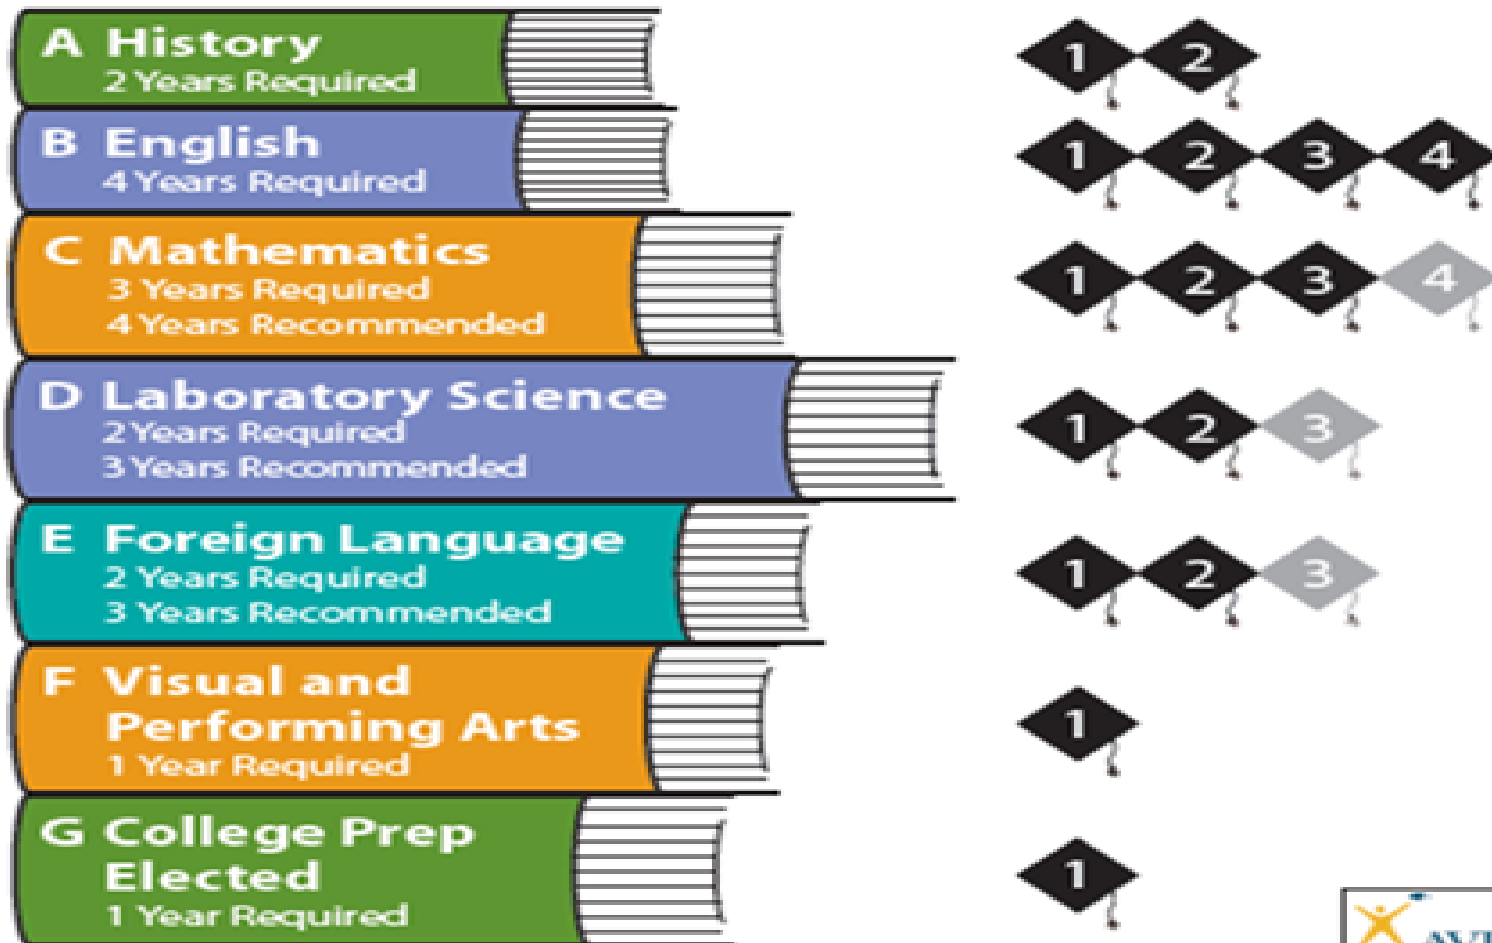 A History
2 Years Required
1 2
B English
4 Years Required
1 2 3 4
C Mathematics
3 Years Required
4 Years Recommended
1 2 3 4
D Laboratory Science
2 Years Required
3 Years Recommended
1 2 3
E Foreign Language
2 Years Required
3 Years Recommended
1 2 3
F Visual and
Performing Arts
1 Year Required
1
G College Prep
Elected
1 Year Required
1